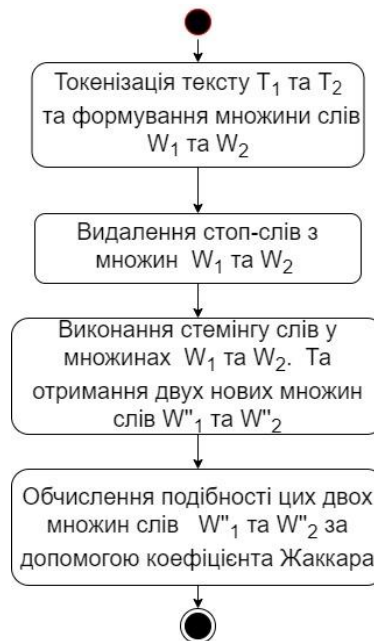 Токенізація тексту T₁ та T₂
та формування множини слів
W₁ та W₂
Видалення стоп-слів з
множин W₁ та W₂
Виконання стемінгу слів у
множинах W₁ та W₂. Та
отримання двух нових множин
слів W"₁ та W"₂
Обчислення подібності цих двох
множин слів W"₁ та W"₂ за
допомогою коефіцієнта Жаккара